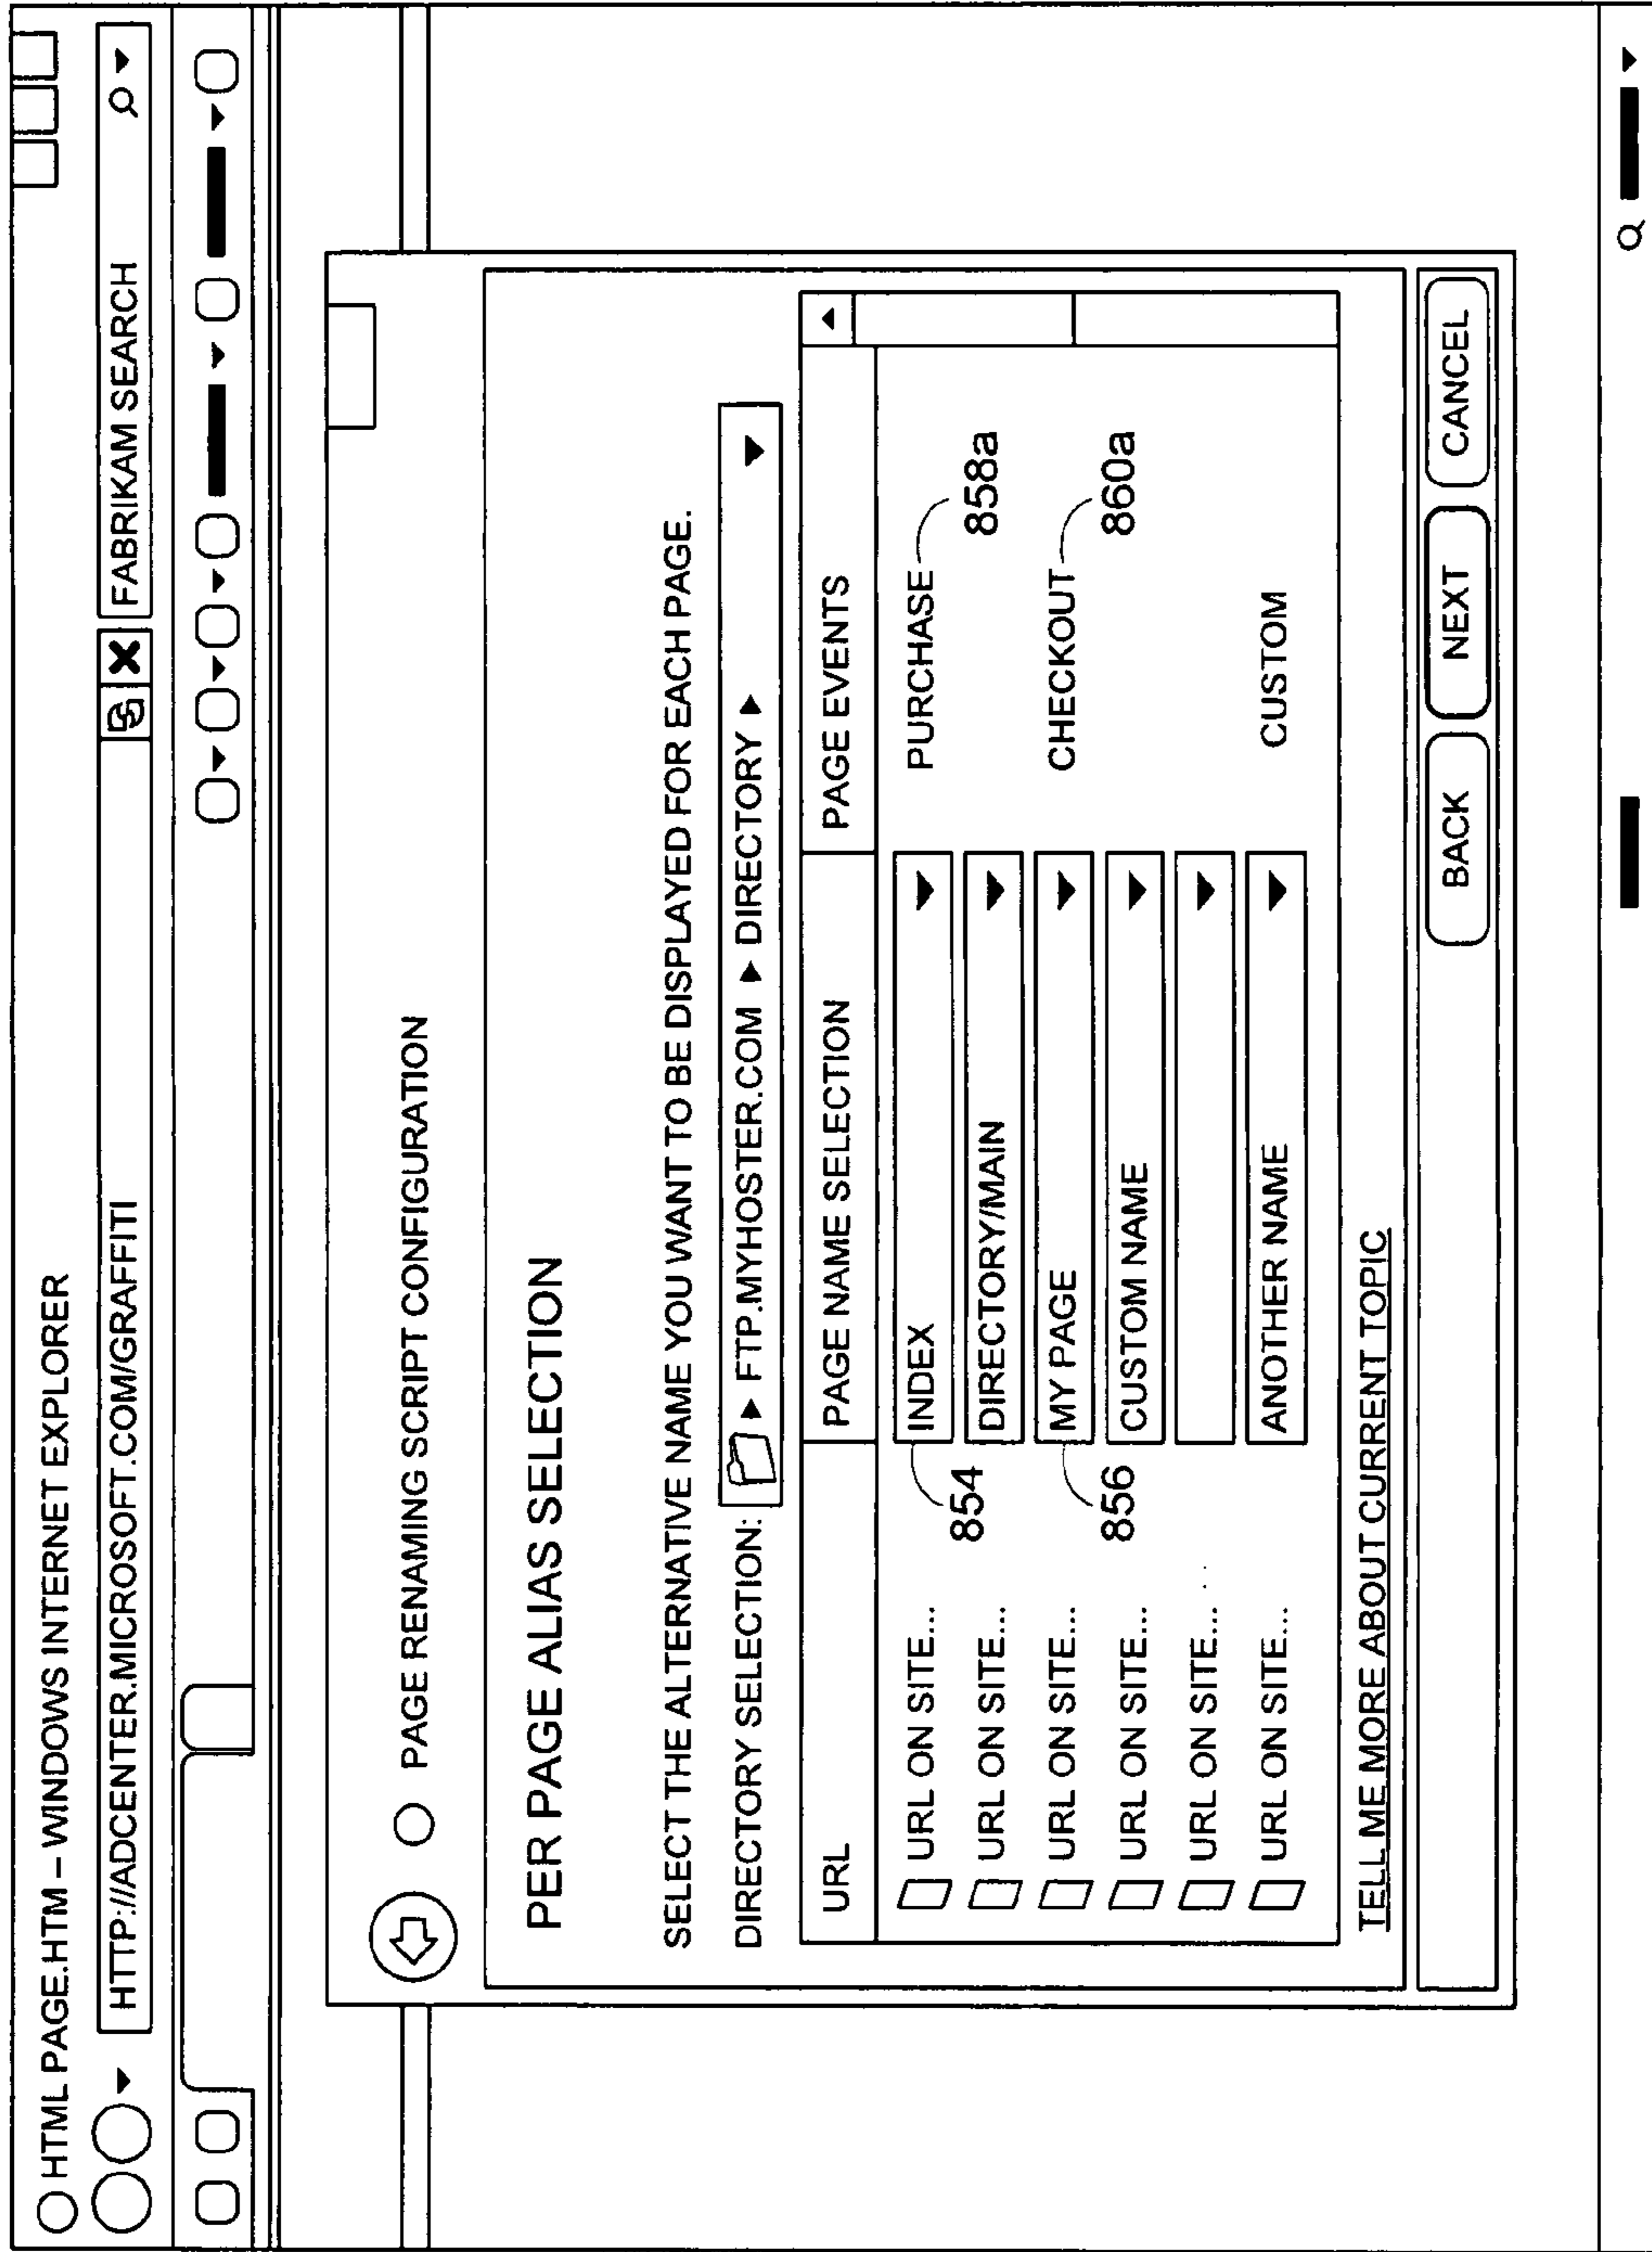 HTML PAGE.HTM – WINDOWS INTERNET EXPLORER
HTTP://ADCENTER.MICROSOFT.COM/GRAFFITI FABRIKAM SEARCH
PAGE RENAMING SCRIPT CONFIGURATION
PER PAGE ALIAS SELECTION
SELECT THE ALTERNATIVE NAME YOU WANT TO BE DISPLAYED FOR EACH PAGE.
DIRECTORY SELECTION: FTP.MYHOSTER.COM DIRECTORY
URL PAGE NAME SELECTION PAGE EVENTS
URL ON SITE... INDEX PURCHASE
854 858a
URL ON SITE... DIRECTORY/MAIN
URL ON SITE... MY PAGE CHECKOUT
856 860a
URL ON SITE... CUSTOM NAME
URL ON SITE...
URL ON SITE... ANOTHER NAME CUSTOM
TELL ME MORE ABOUT CURRENT TOPIC
BACK NEXT CANCEL